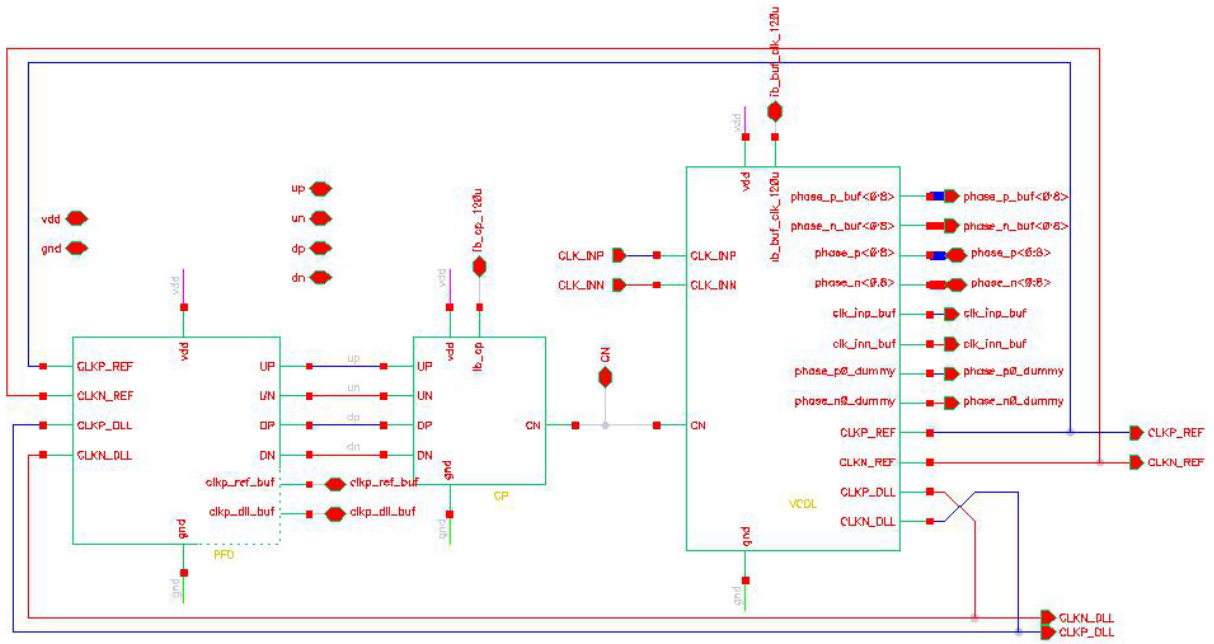 ib_buf_clk_120u
vdd
ib_buf_clk_120u
vdd
phase_p_buf<0:8>
phase_p_buf<0:8>
up
vdd
un
phase_n_buf<0:8>
phase_n_buf<0:8>
gnd
dp
ib_cp_120u
CLK_INP
CLK_INP
phase_p<0:8>
phase_p<0:8>
dn
vdd
vdd
CLK_INN
CLK_INN
phase_n<0:8>
phase_n<0:8>
clk_inp_buf
clk_inp_buf
vdd
vdd
ib_cp
clk_inn_buf
clk_inn_buf
CLKP_REF
UP
up
UP
CN
phase_p0_dummy
phase_p0_dummy
CLKN_REF
UN
un
UN
phase_n0_dummy
phase_n0_dummy
CLKP_DLL
DP
dp
DP
CN
CN
CLKP_REF
CLKP_REF
CLKN_DLL
DN
dn
DN
CLKN_REF
CLKN_REF
clkp_ref_buf
clkp_ref_buf
gnd
CP
VCDL
CLKP_DLL
clkp_dll_buf
clkp_dll_buf
CLKN_DLL
gnd
gnd
PFD
gnd
gnd
gnd
CLKN_DLL
CLKP_DLL